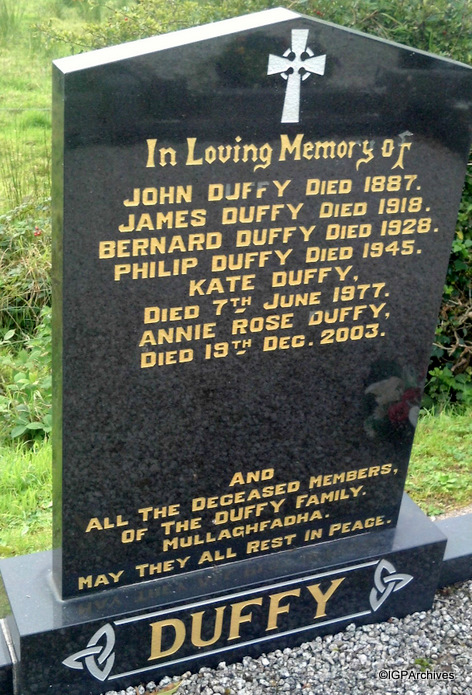 In Loving Memory of
JOHN DUFFY DIED 1887.
JAMES DUFFY DIED 1918.
BERNARD DUFFY DIED 1928.
PHILIP DUFFY DIED 1945.
KATE DUFFY,
DIED 7TH JUNE 1977.
ANNIE ROSE DUFFY,
DIED 19TH DEC. 2003.
AND
ALL THE DECEASED MEMBERS,
OF THE DUFFY FAMILY.
MULLAGHFADHA.
MAY THEY ALL REST IN PEACE.
DUFFY
©IGPArchives